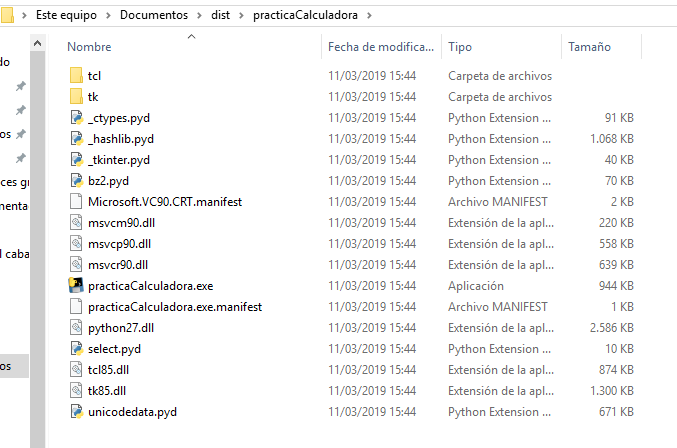 Este equipo > Documentos > dist > practicaCalculadora >
Nombre Fecha de modifica... Tipo Tamaño
do
tcl 11/03/2019 15:44 Carpeta de archivos
tk 11/03/2019 15:44 Carpeta de archivos
_ctypes.pyd 11/03/2019 15:44 Python Extension ... 91 KB
os _hashlib.pyd 11/03/2019 15:44 Python Extension ... 1.068 KB
_tkinter.pyd 11/03/2019 15:44 Python Extension ... 40 KB
ces gr bz2.pyd 11/03/2019 15:44 Python Extension ... 70 KB
menta Microsoft.VC90.CRT.manifest 11/03/2019 15:44 Archivo MANIFEST 2 KB
msvcm90.dll 11/03/2019 15:44 Extensión de la apl... 220 KB
msvcp90.dll 11/03/2019 15:44 Extensión de la apl... 558 KB
l caba
msvcr90.dll 11/03/2019 15:44 Extensión de la apl... 639 KB
practicaCalculadora.exe 11/03/2019 15:44 Aplicación 944 KB
practicaCalculadora.exe.manifest 11/03/2019 15:44 Archivo MANIFEST 1 KB
python27.dll 11/03/2019 15:44 Extensión de la apl... 2.586 KB
select.pyd 11/03/2019 15:44 Python Extension ... 10 KB
os
tcl85.dll 11/03/2019 15:44 Extensión de la apl... 874 KB
tk85.dll 11/03/2019 15:44 Extensión de la apl... 1.300 KB
unicodedata.pyd 11/03/2019 15:44 Python Extension ... 671 KB